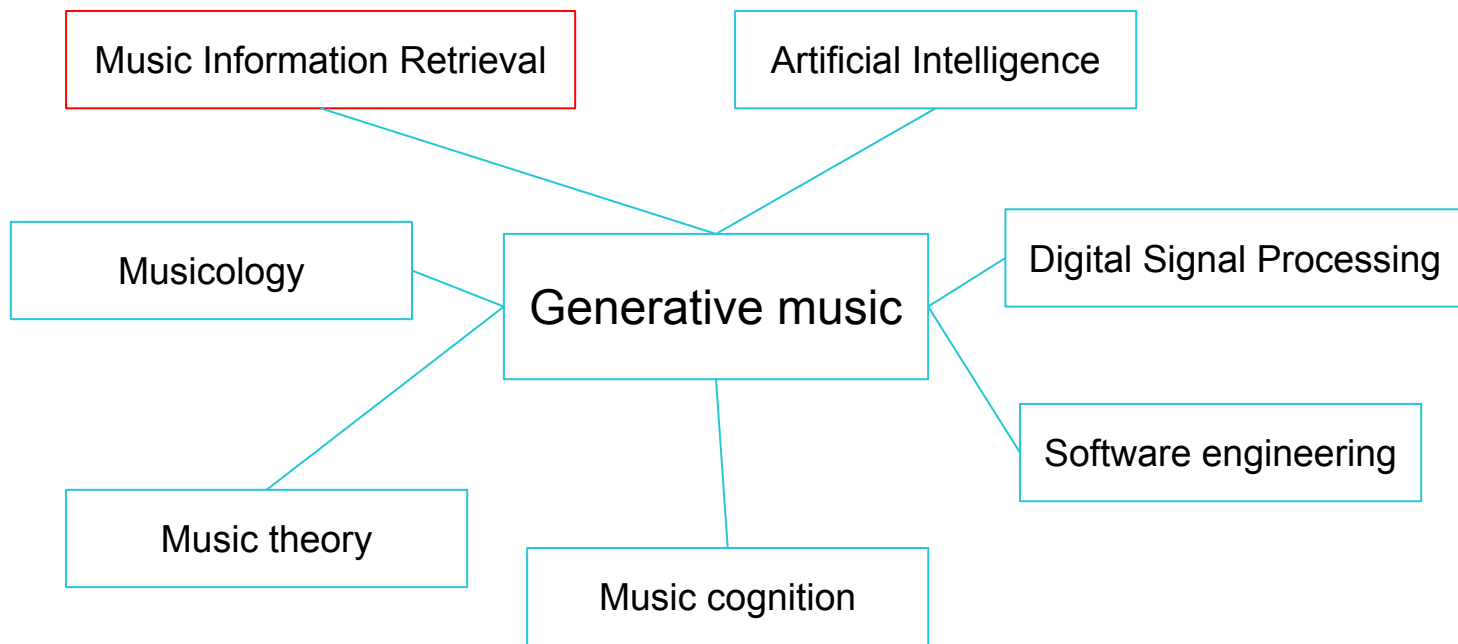 Music Information Retrieval
Artificial Intelligence
Musicology
Generative music
Digital Signal Processing
Software engineering
Music theory
Music cognition